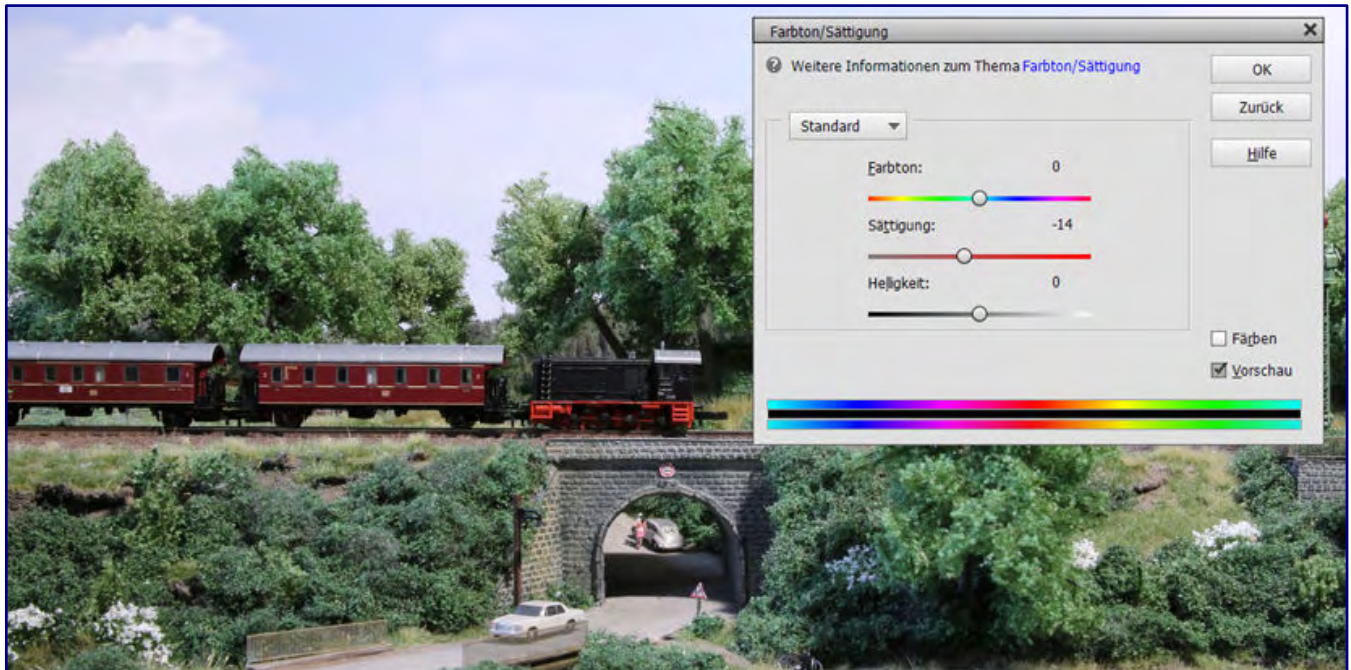 Farbton/Sättigung
Weitere Informationen zum Thema Farbton/Sättigung
OK
Zurück
Hilfe
Standard
Farbton: 0
Sättigung: -14
Helligkeit: 0
Färben
Vorschau